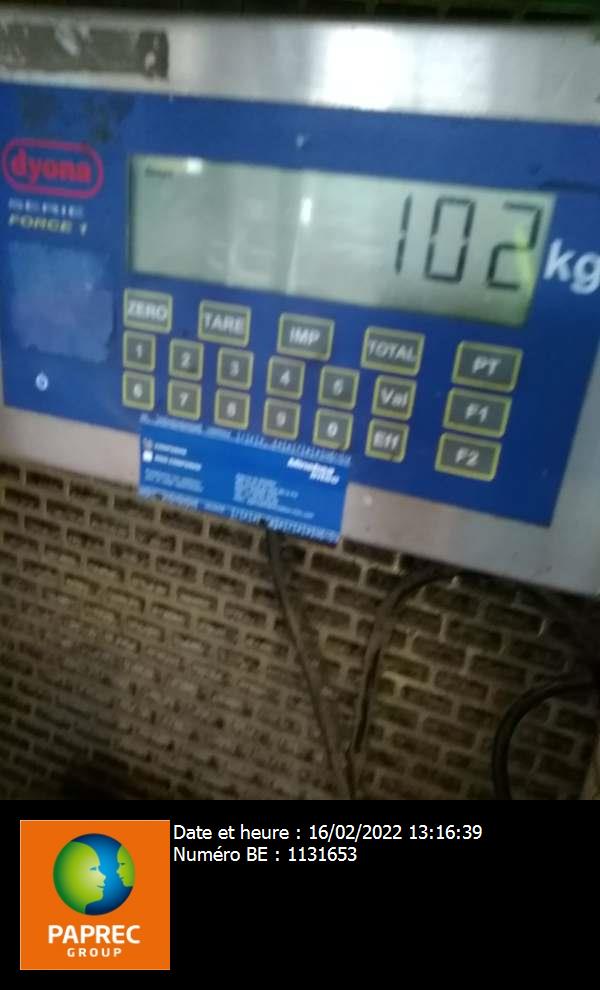 dyona
SERIE
FORCE 1
102 kg
ZERO TARE IMP TOTAL PT
1 2 3 4 5 Val F1
6 7 8 9 0 Eff F2
Date et heure : 16/02/2022 13:16:39
Numéro BE : 1131653
PAPREC
GROUP